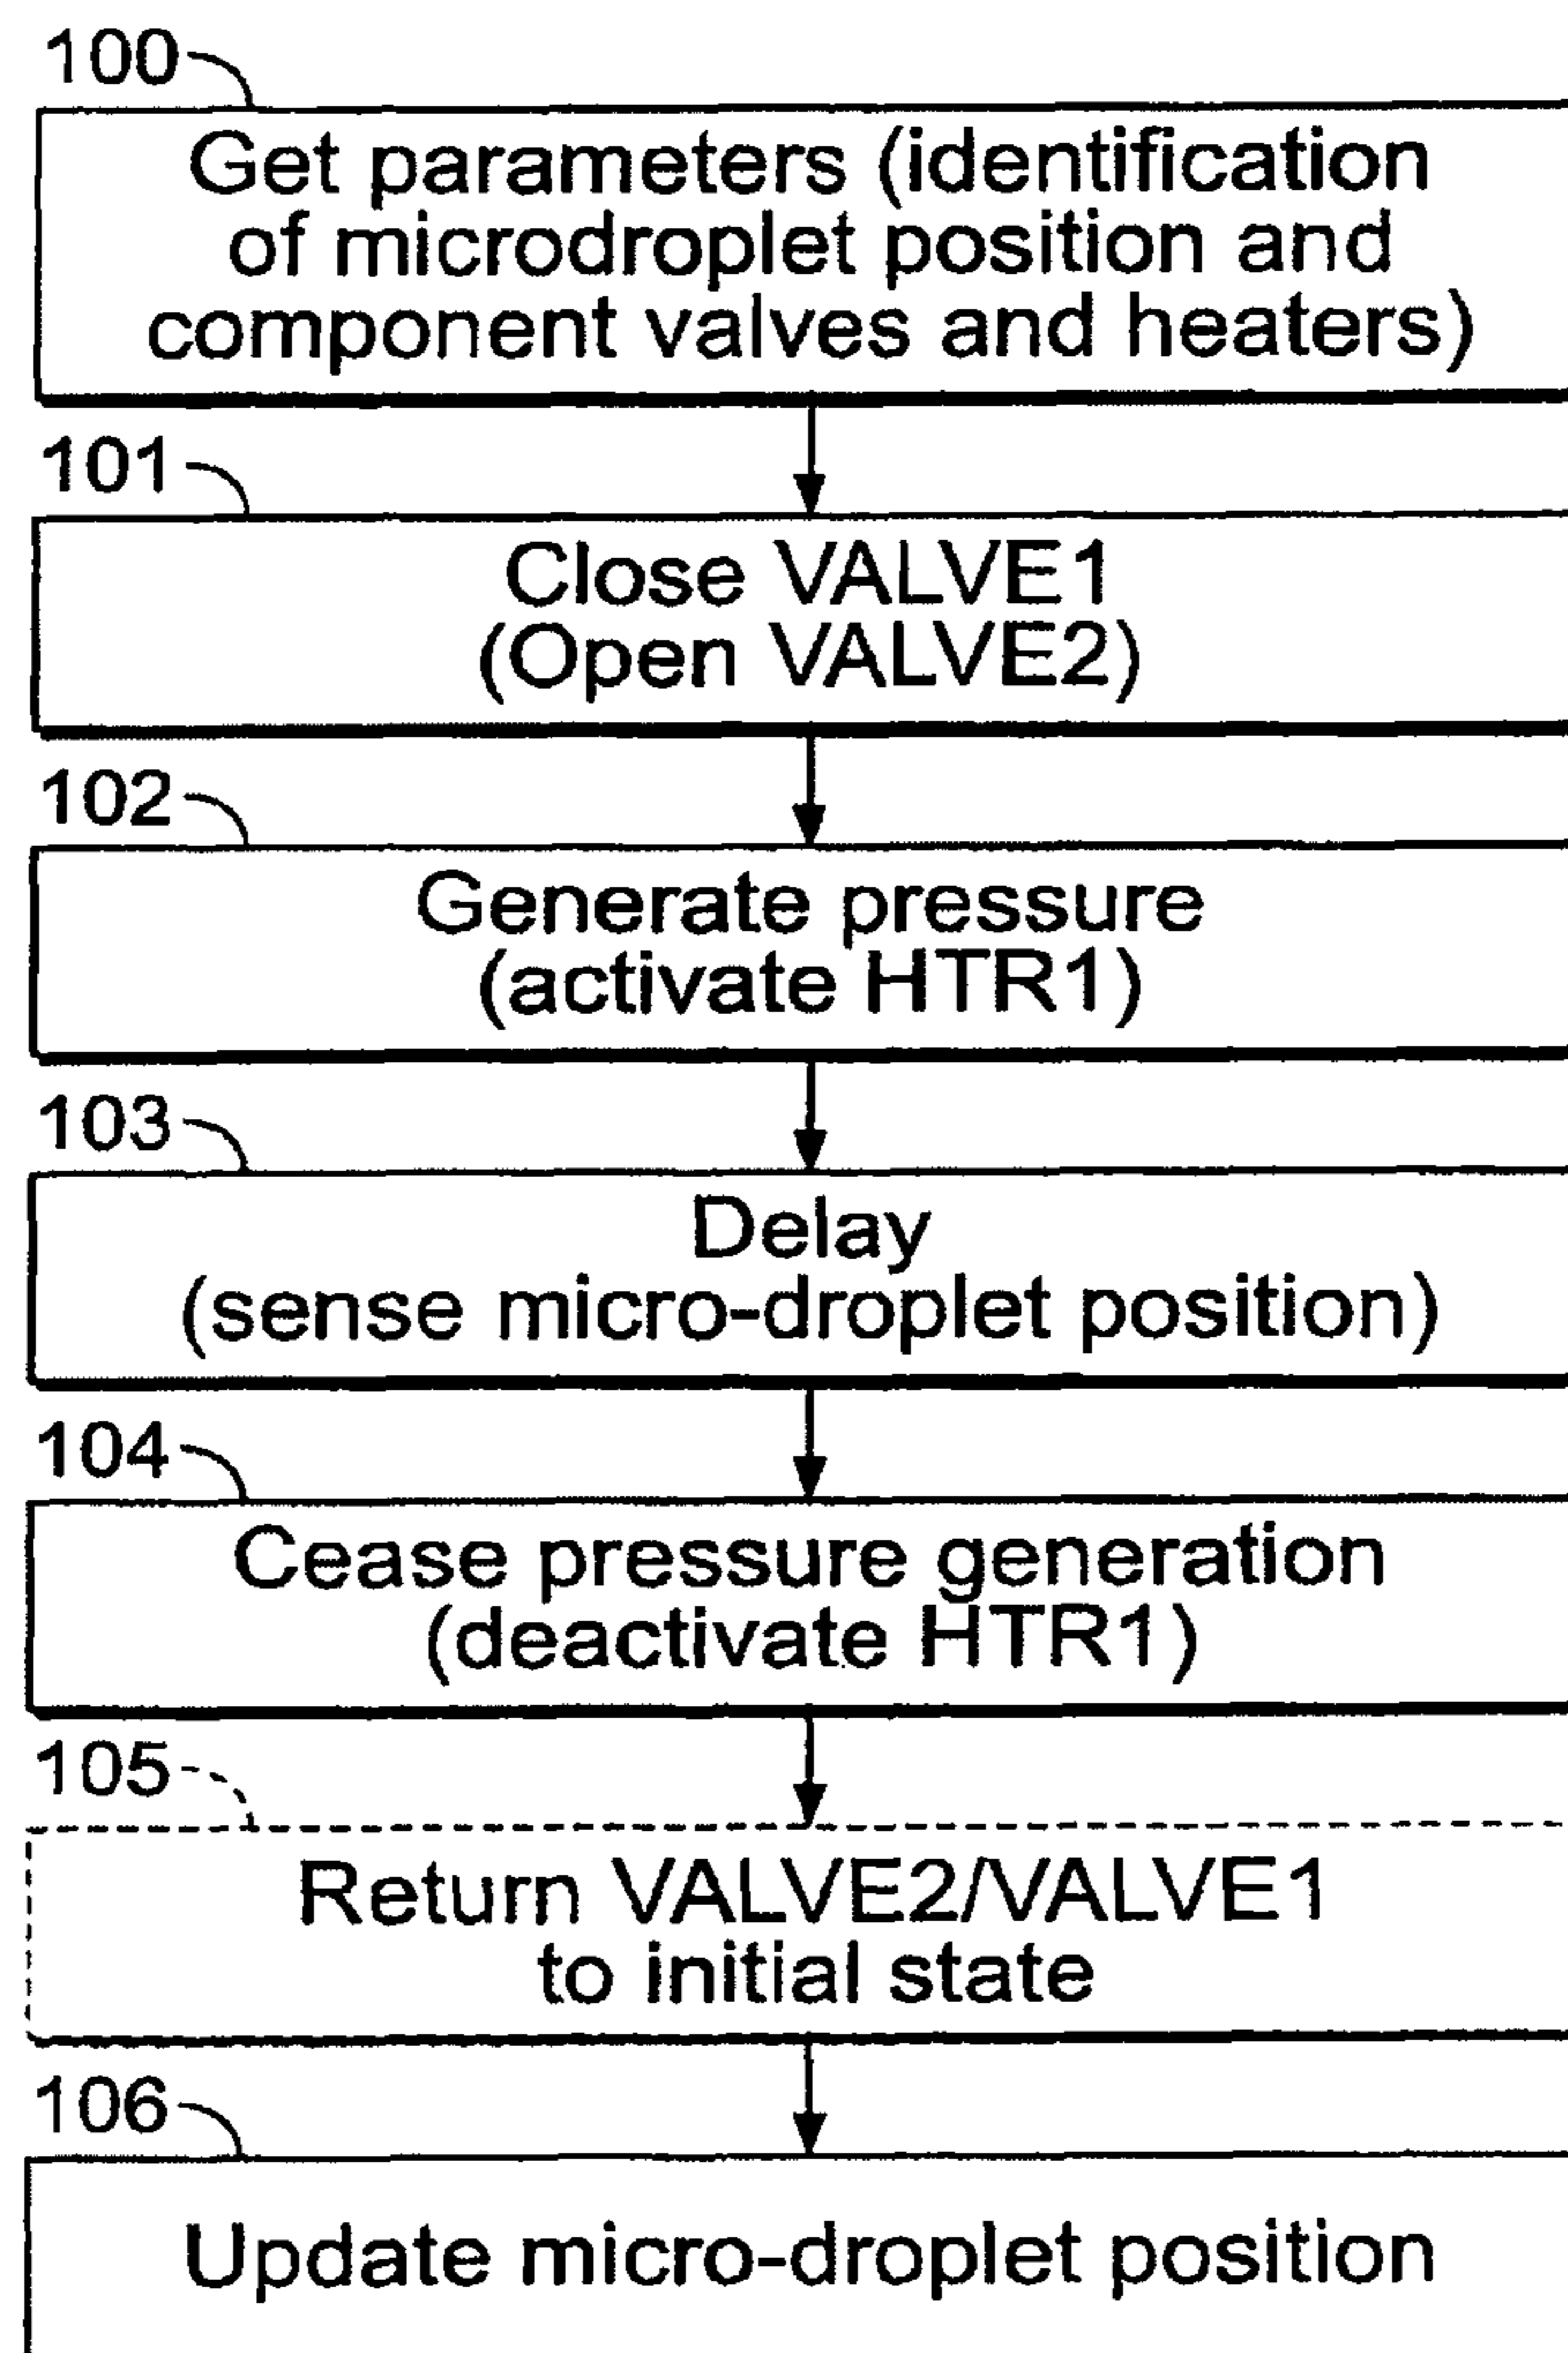 100
Get parameters (identification
of microdroplet position and
component valves and heaters)
101
Close VALVE1
(Open VALVE2)
102
Generate pressure
(activate HTR1)
103
Delay
(sense micro-droplet position)
104
Cease pressure generation
(deactivate HTR1)
105
Return VALVE2/VALVE1
to initial state
106
Update micro-droplet position